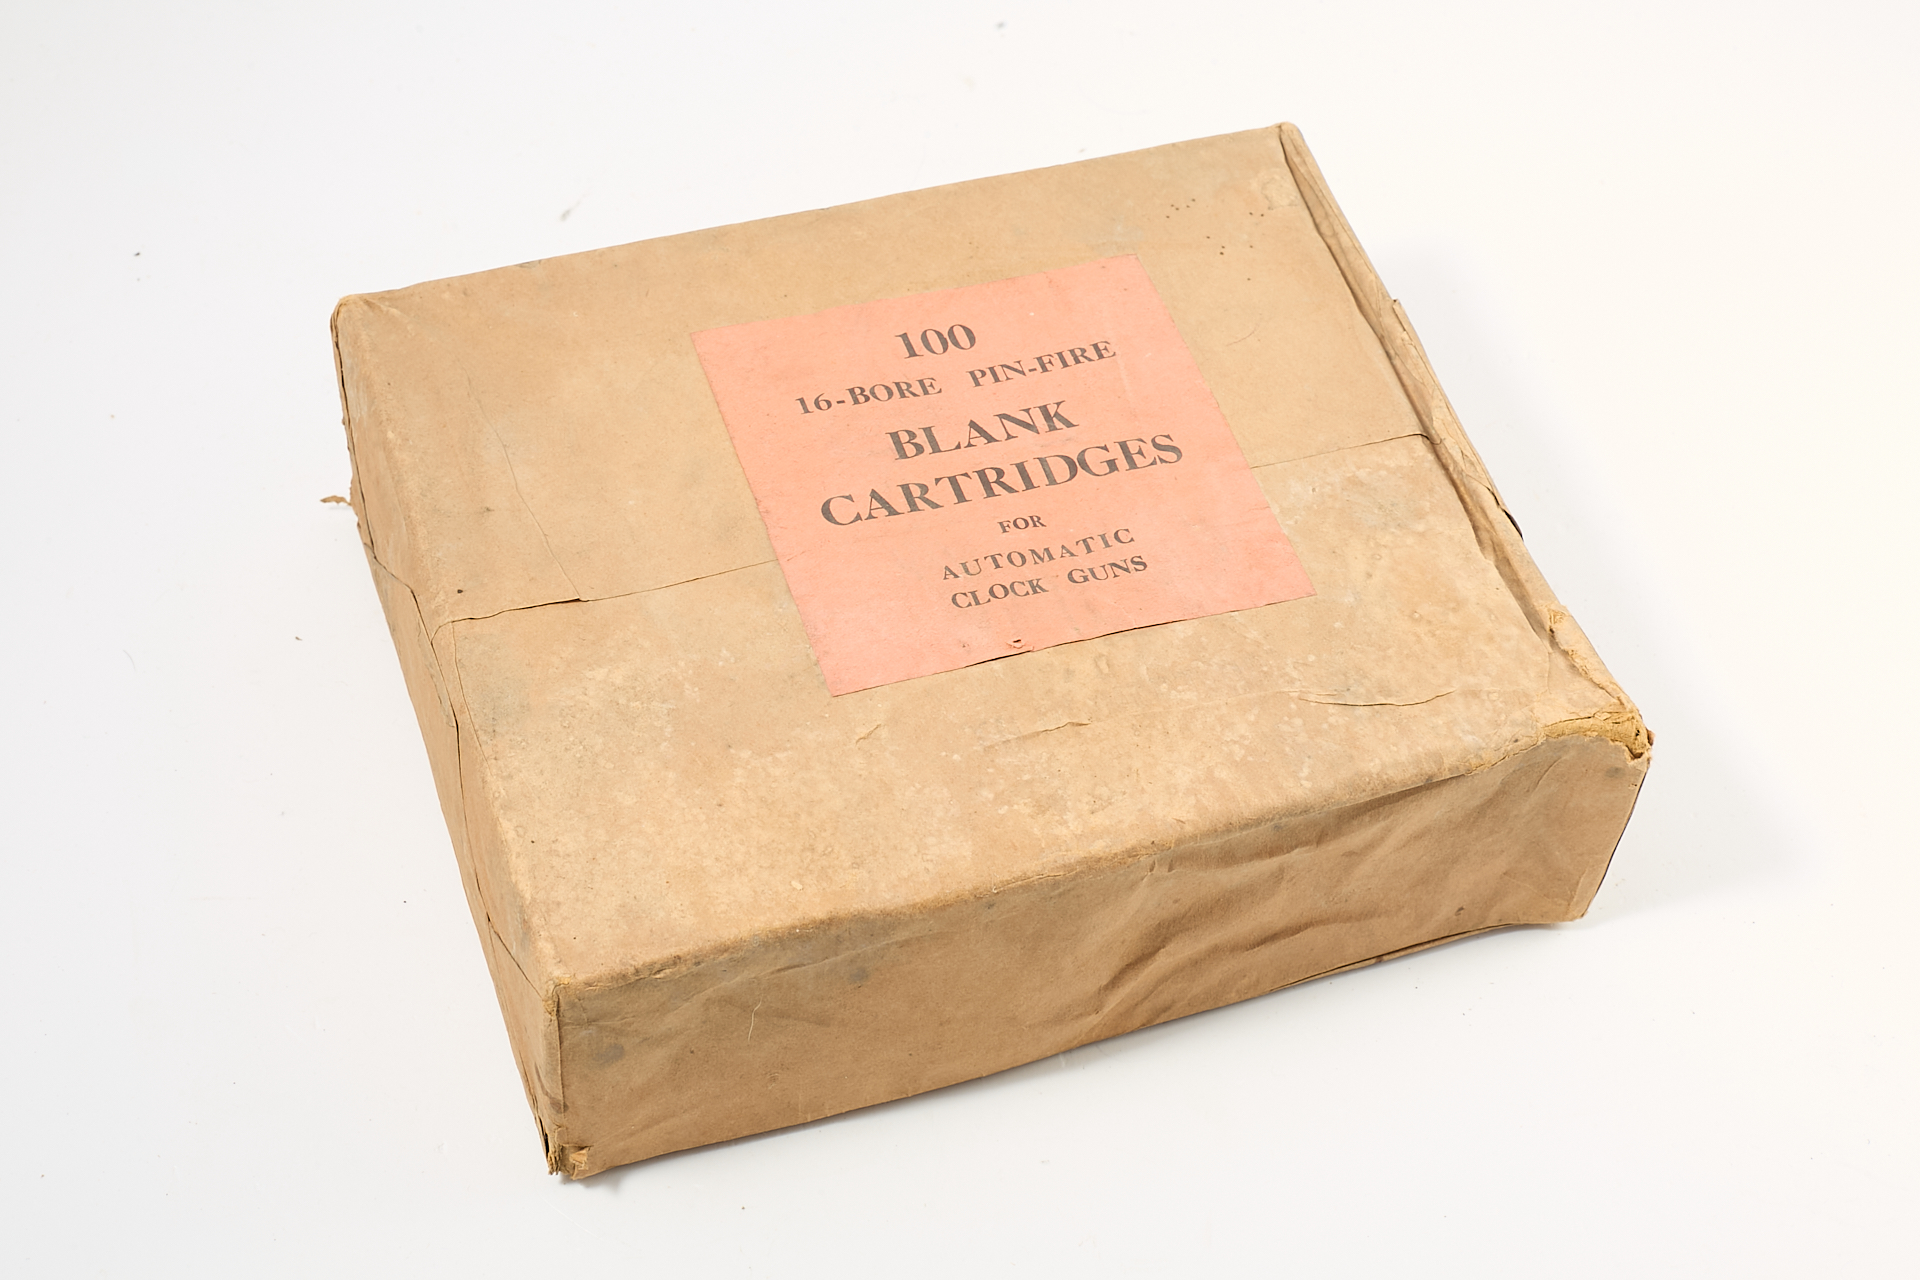 100
16-BORE PIN-FIRE
BLANK
CARTRIDGES
FOR
AUTOMATIC
CLOCK GUNS